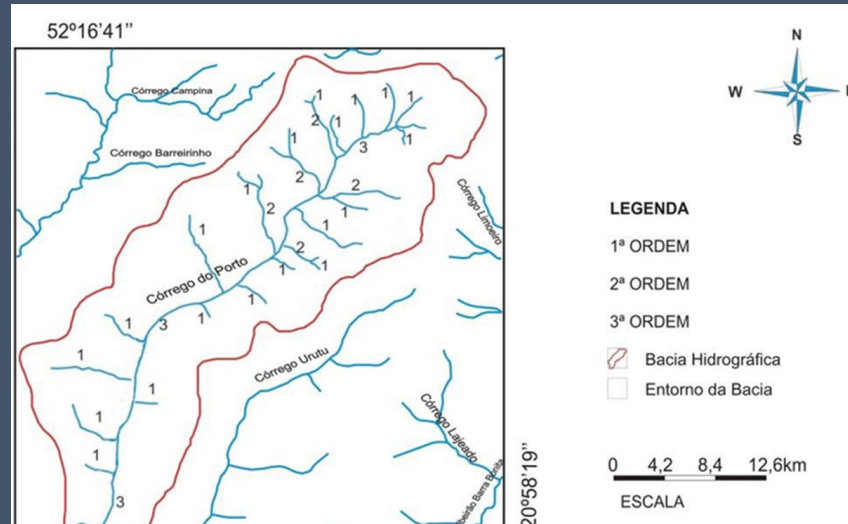 52º16'41"
Córrego Campina
Córrego Barreirinho
1
1
1
1
2
1
1
3
1
2
2
1
2
1
1
1
2
1
1
Córrego do Porto
1
1
3
1
1
1
1
1
3
Córrego Limoeiro
Córrego Urutu
Córrego Lajeado
Ribeirão Barra Bonita
20º58'19"
N
W
S
LEGENDA
1ª ORDEM
2ª ORDEM
3ª ORDEM
Bacia Hidrográfica
Entorno da Bacia
0 4,2 8,4 12,6km
ESCALA